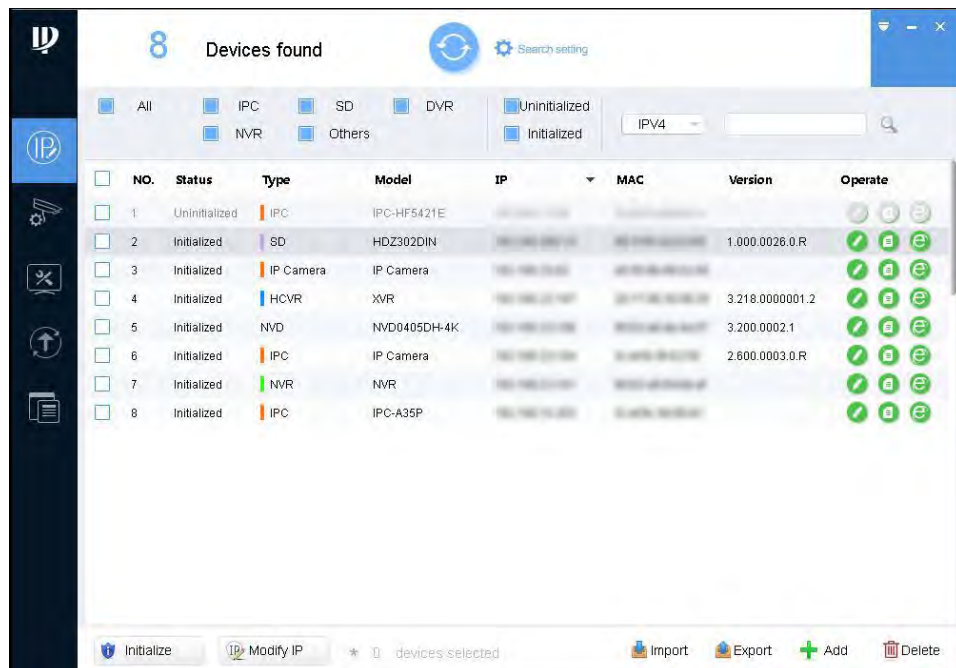 8 Devices found Search setting
All IPC SD DVR Uninitialized
NVR Others Initialized IPV4
NO. Status Type Model IP MAC Version Operate
1 Uninitialized IPC IPC-HF5421E
2 Initialized SD HDZ302DIN 1.000.0026.0.R
3 Initialized IP Camera IP Camera
4 Initialized HCVR XVR 3.218.0000001.2
5 Initialized NVD NVD0405DH-4K 3.200.0002.1
6 Initialized IPC IP Camera 2.600.0003.0.R
7 Initialized NVR NVR
8 Initialized IPC IPC-A35P
Initialize IP Modify IP * 0 devices selected Import Export Add Delete